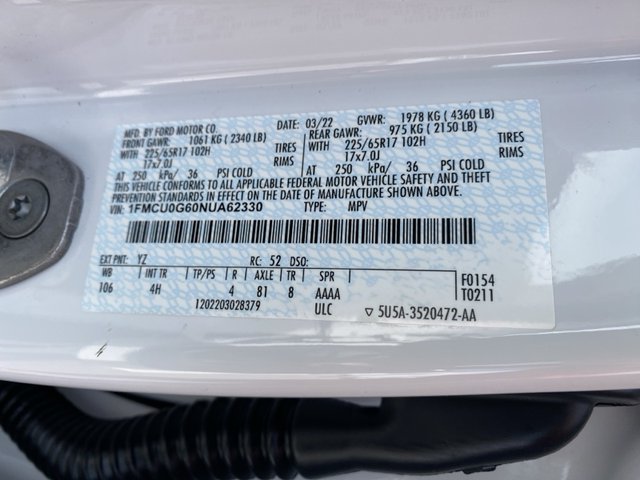 MFD. BY FORD MOTOR CO. DATE: 03/22 GVWR: 1978 KG ( 4360 LB)
FRONT GAWR: 1061 KG ( 2340 LB) REAR GAWR: 975 KG ( 2150 LB)
WITH 225/65R17 102H TIRES WITH 225/65R17 102H TIRES
17x7.0J RIMS 17x7.0J RIMS
AT 250 kPa/ 36 PSI COLD AT 250 kPa/ 36 PSI COLD
THIS VEHICLE CONFORMS TO ALL APPLICABLE FEDERAL MOTOR VEHICLE SAFETY AND THEFT
PREVENTION STANDARDS IN EFFECT ON THE DATE OF MANUFACTURE SHOWN ABOVE.
VIN: 1FMCU0G60NUA62330 TYPE: MPV
EXT PNT: YZ RC: 52 DSO:
WB INT TR TP/PS R AXLE TR SPR F0154
106 4H 4 81 8 AAAA T0211
ULC ▽ 5U5A-3520472-AA
1202203028379